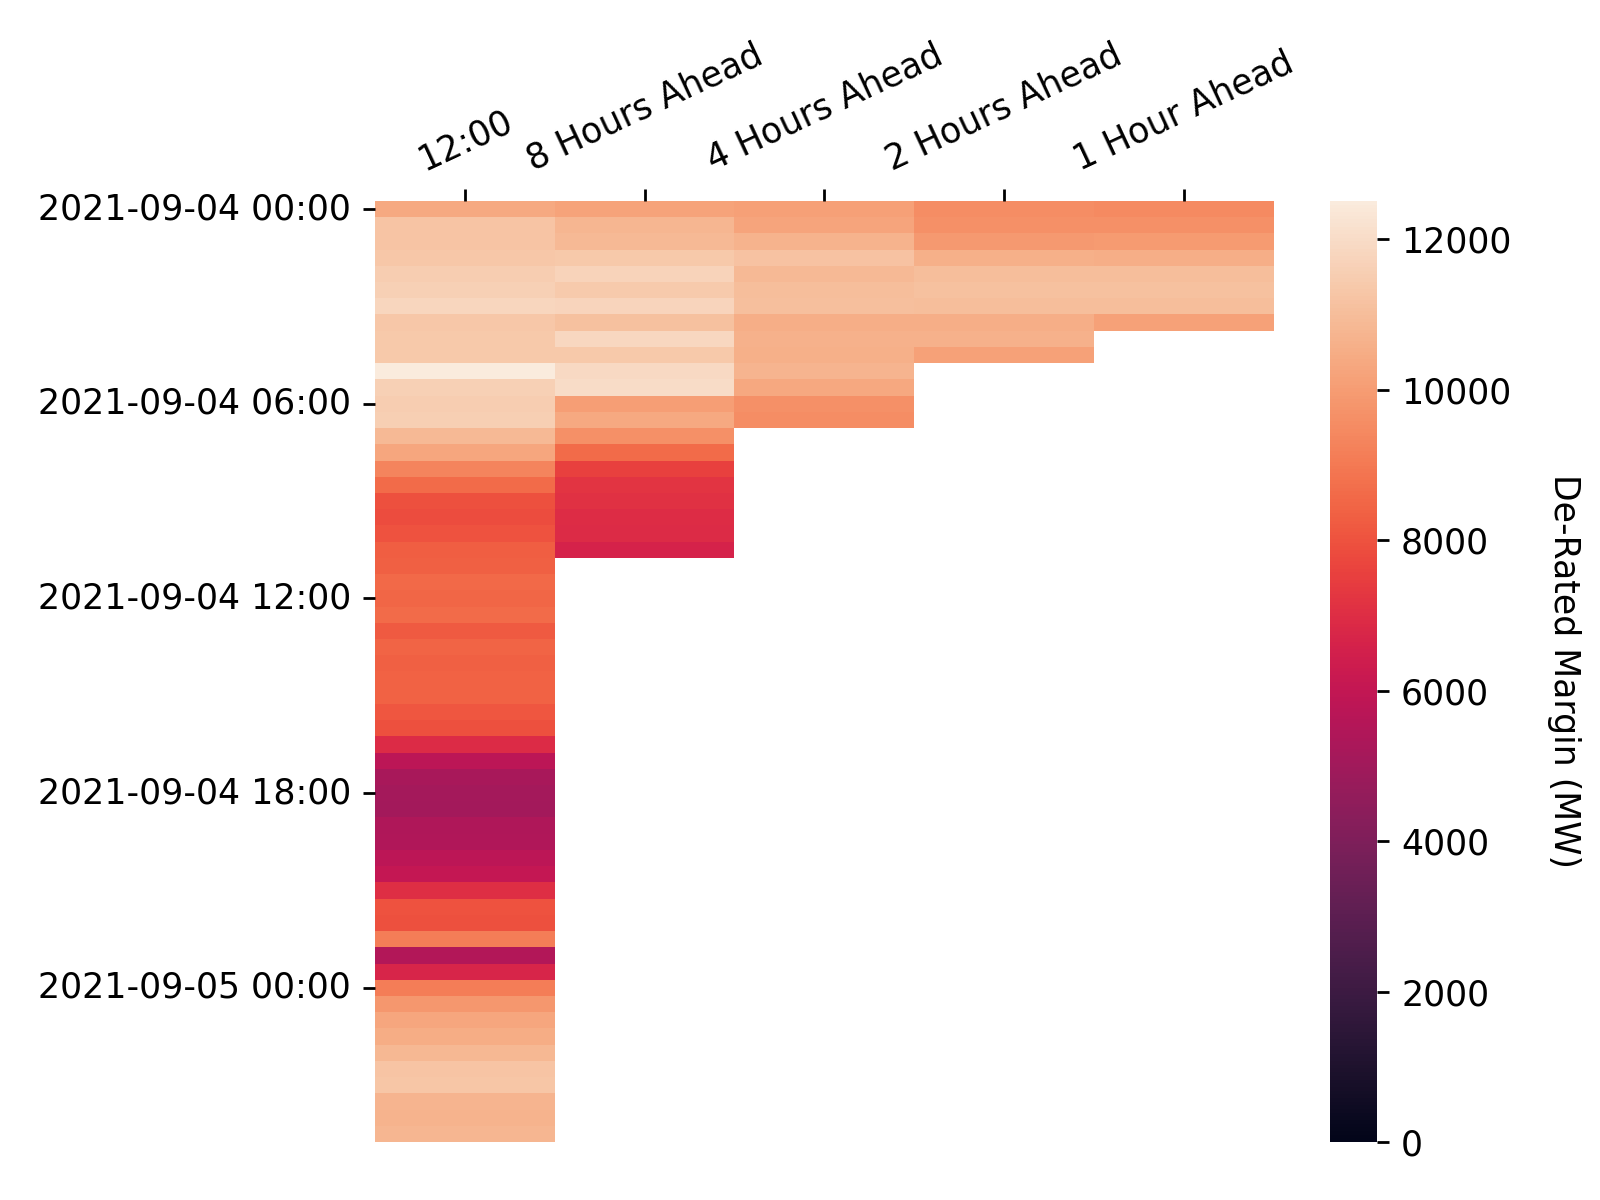 12:00
8 Hours Ahead
4 Hours Ahead
2 Hours Ahead
1 Hour Ahead
2021-09-04 00:00
2021-09-04 06:00
2021-09-04 12:00
2021-09-04 18:00
2021-09-05 00:00
12000
10000
8000
6000
4000
2000
0
De-Rated Margin (MW)